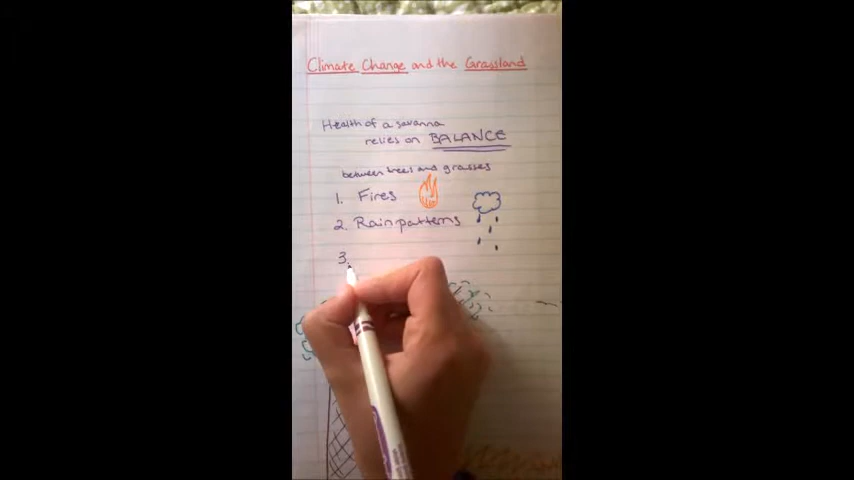 Climate Change and the Grassland
Health of a savanna
relies on BALANCE
between trees and grasses
1. Fires
2. Rain patterns
3.